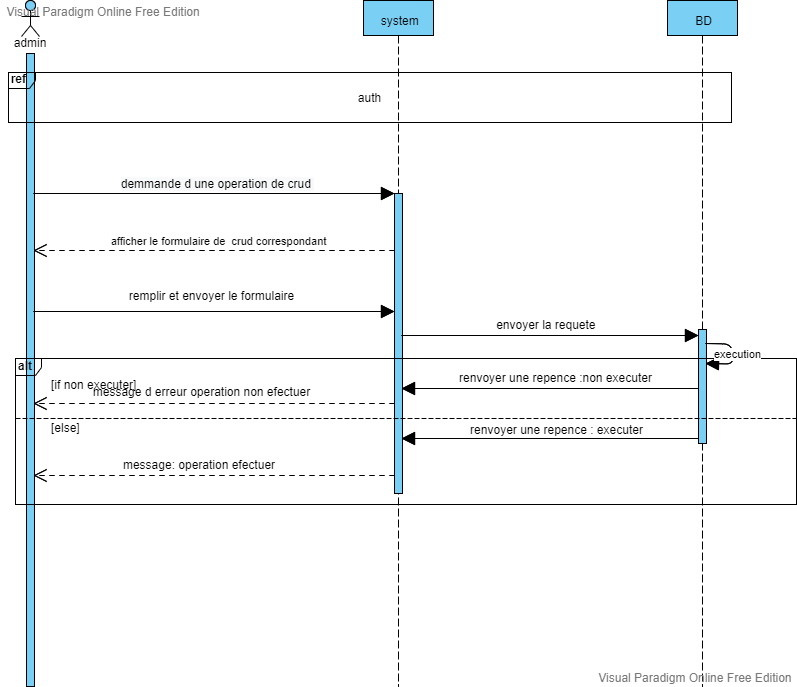 Visual Paradigm Online Free Edition
admin
system
BD
ref
auth
demmande d une operation de crud
afficher le formulaire de crud correspondant
remplir et envoyer le formulaire
envoyer la requete
execution
alt
[if non executer]
renvoyer une repence :non executer
message d erreur operation non efectuer
[else]
renvoyer une repence : executer
message: operation efectuer
Visual Paradigm Online Free Edition